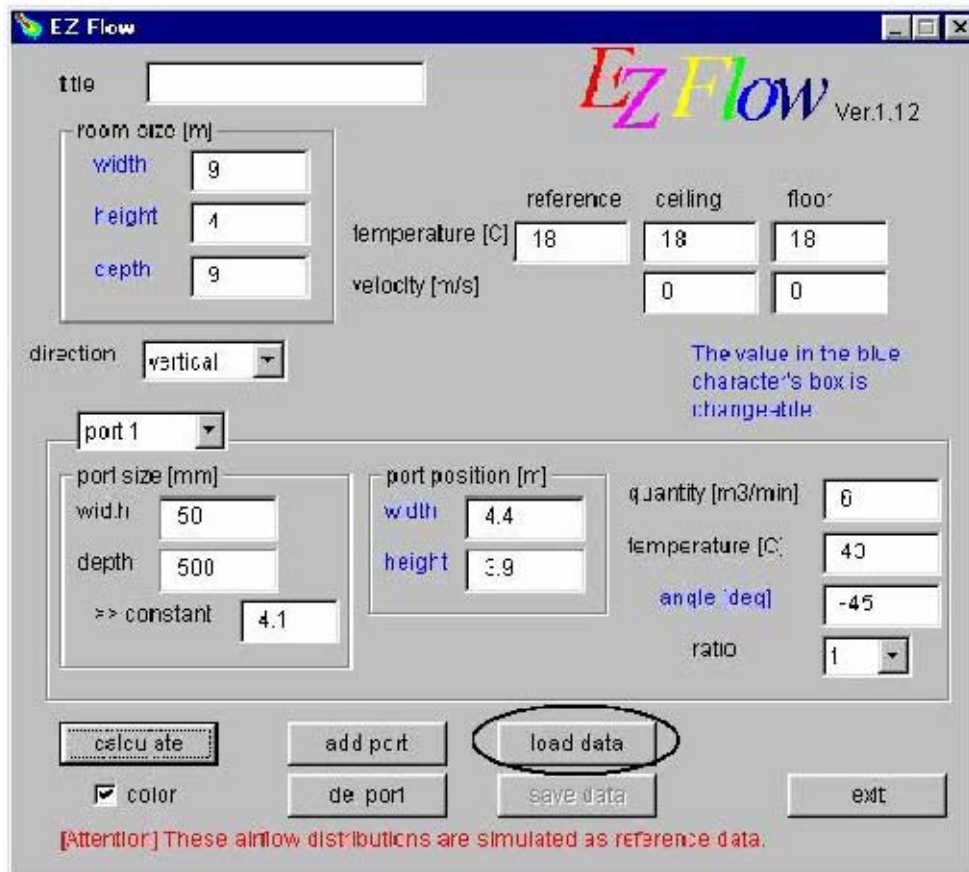 EZ Flow
title
EZ Flow Ver.1.12
room size [m]
width 9
height 4
depth 9
reference ceiling floor
temperature [C] 18 18 18
velocity [m/s] 0 0
direction vertical
The value in the blue
character's box is
changeable
port 1
port size [mm]
width 50
depth 500
>> constant 4.1
port position [m]
width 4.4
height 3.9
quantity [m3/min] 6
temperature [C] 40
angle [deg] -45
ratio 1
calculate add port load data
color del port save data exit
[Attention] These airflow distributions are simulated as reference data.